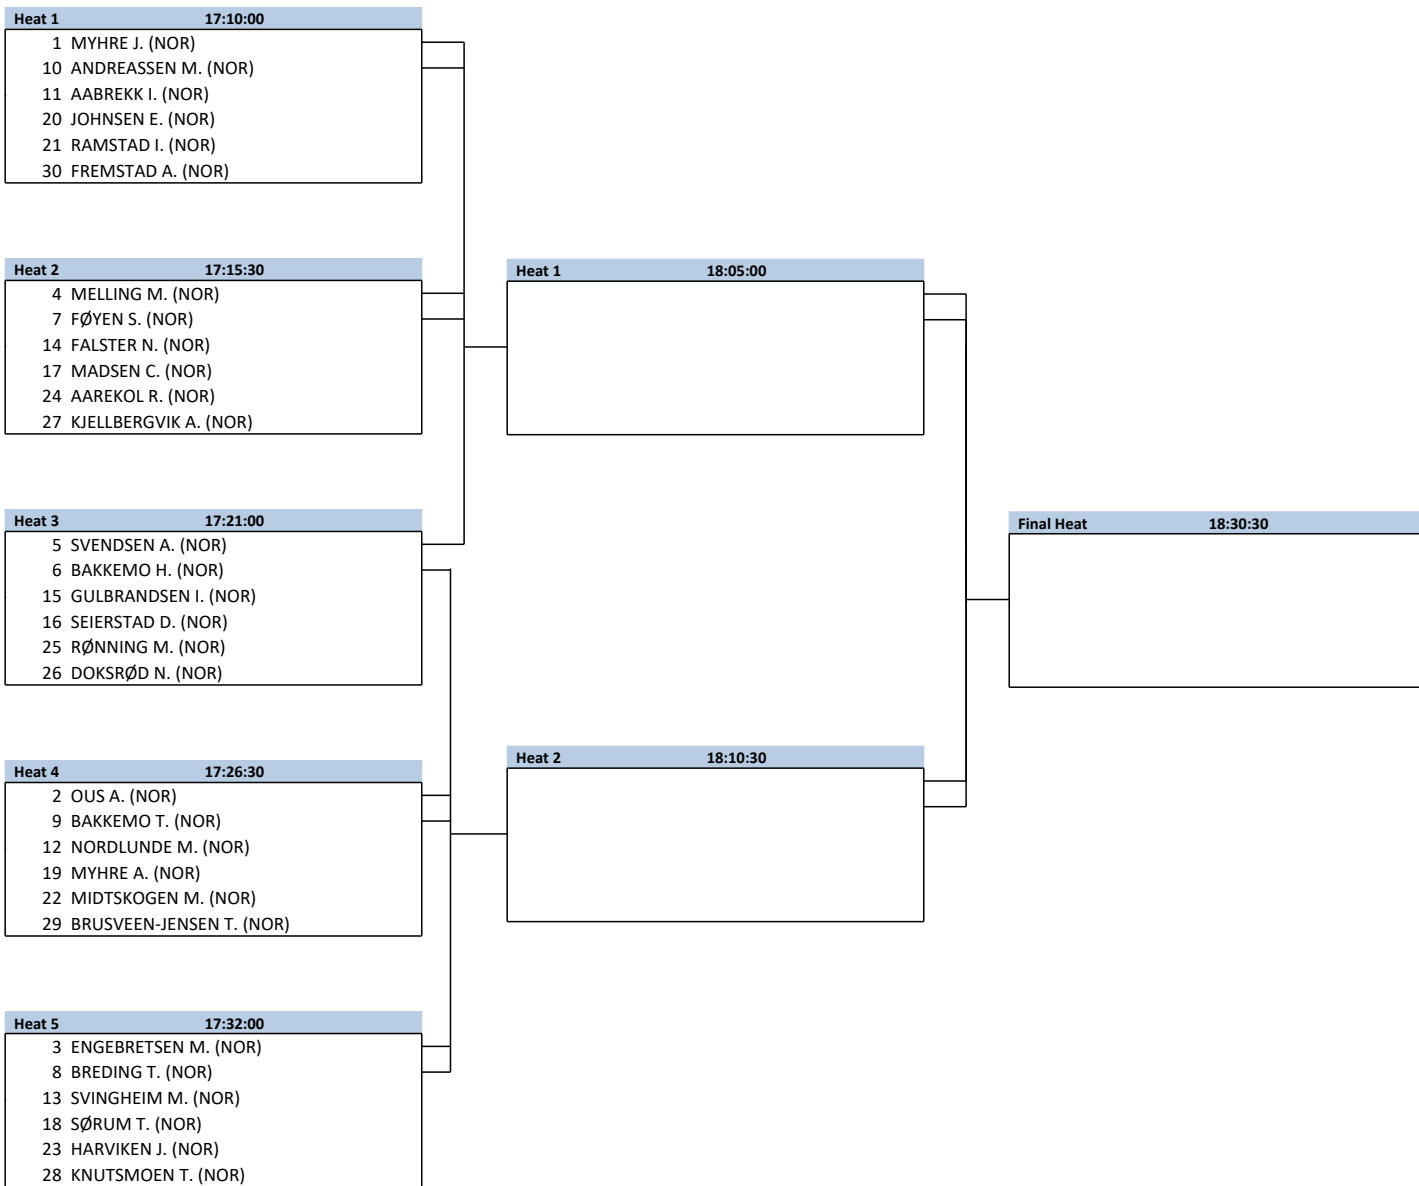 Heat 1 17:10:00
1 MYHRE J. (NOR)
10 ANDREASSEN M. (NOR)
11 AABREKK I. (NOR)
20 JOHNSEN E. (NOR)
21 RAMSTAD I. (NOR)
30 FREMSTAD A. (NOR)
Heat 2 17:15:30
4 MELLING M. (NOR)
7 FØYEN S. (NOR)
14 FALSTER N. (NOR)
17 MADSEN C. (NOR)
24 AAREKOL R. (NOR)
27 KJELLBERGVIK A. (NOR)
Heat 3 17:21:00
5 SVENDSEN A. (NOR)
6 BAKKEMO H. (NOR)
15 GULBRANDSEN I. (NOR)
16 SEIERSTAD D. (NOR)
25 RØNNING M. (NOR)
26 DOKSRØD N. (NOR)
Heat 4 17:26:30
2 OUS A. (NOR)
9 BAKKEMO T. (NOR)
12 NORDLUNDE M. (NOR)
19 MYHRE A. (NOR)
22 MIDTSKOGEN M. (NOR)
29 BRUSVEEN-JENSEN T. (NOR)
Heat 5 17:32:00
3 ENGEBRETSEN M. (NOR)
8 BREDING T. (NOR)
13 SVINGHEIM M. (NOR)
18 SØRUM T. (NOR)
23 HARVIKEN J. (NOR)
28 KNUTSMOEN T. (NOR)
Heat 1 18:05:00
Heat 2 18:10:30
Final Heat 18:30:30